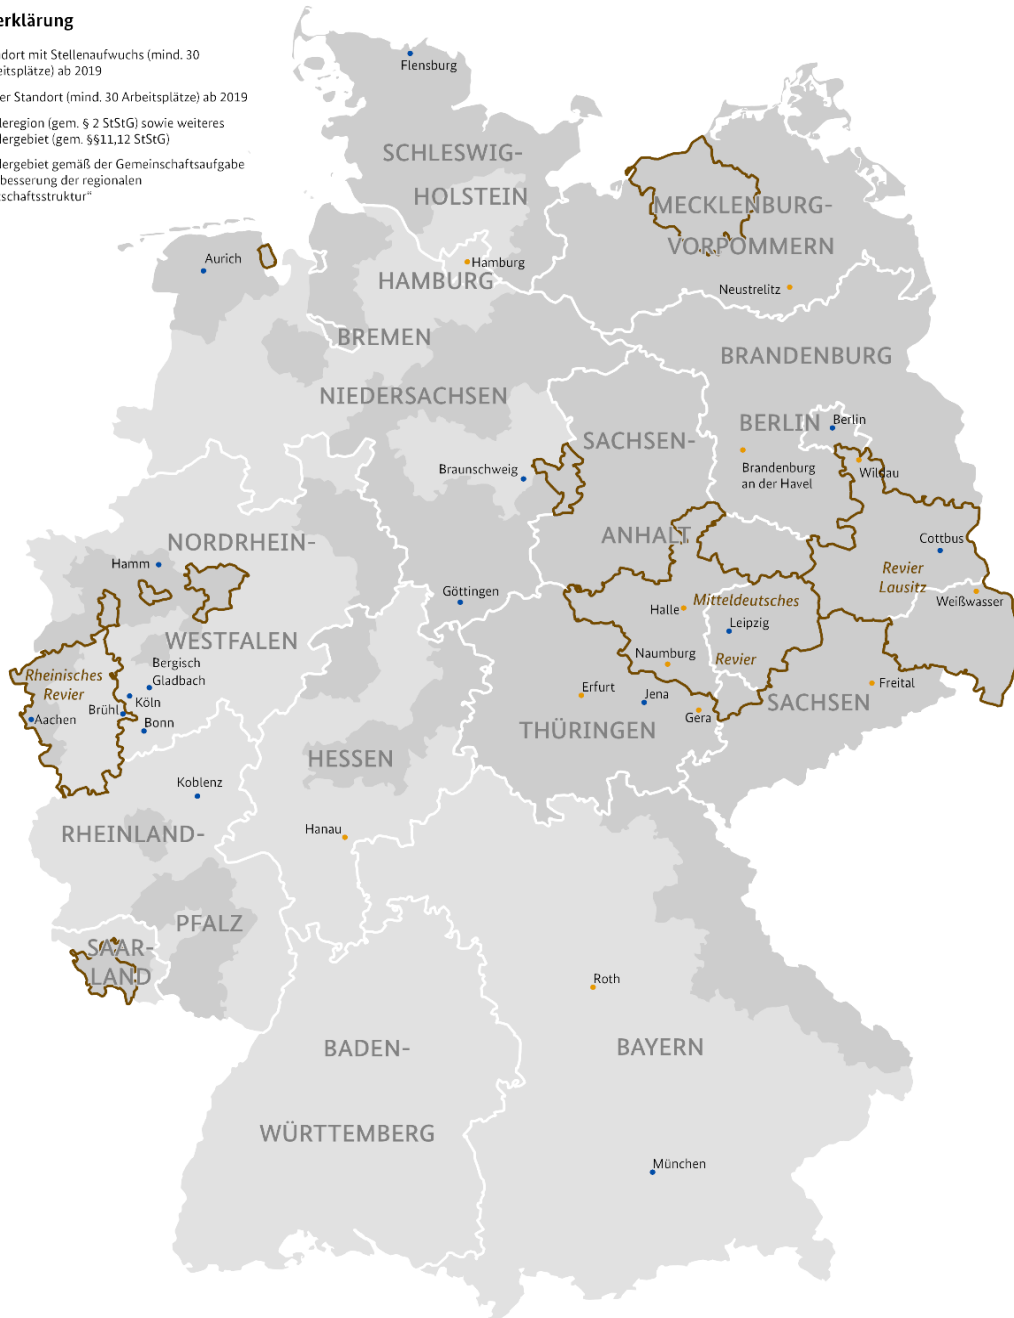 erklärung
dort mit Stellenaufwuchs (mind. 30
eitsplätze) ab 2019
er Standort (mind. 30 Arbeitsplätze) ab 2019
leregion (gem. § 2 StStG) sowie weiteres
dergebiet (gem. §§11,12 StStG)
dergebiet gemäß der Gemeinschaftsaufgabe
besserung der regionalen
tschaftsstruktur“
Flensburg
SCHLESWIG-
HOLSTEIN
MECKLENBURG-
VORPOMMERN
Aurich
Hamburg
HAMBURG
Neustrelitz
BREMEN
BRANDENBURG
NIEDERSACHSEN
BERLIN
Berlin
SACHSEN-
Braunschweig
Brandenburg
an der Havel
Wildau
ANHALT
NORDRHEIN-
Cottbus
Hamm
Revier
Lausitz
Göttingen
Mitteldeutsches
Halle
Weißwasser
Leipzig
WESTFALEN
Naumburg
Revier
Bergisch
Gladbach
Rheinisches
Revier
Erfurt
Jena
Freital
Köln
Brühl
SACHSEN
Aachen
Bonn
Gera
THÜRINGEN
HESSEN
Koblenz
Hanau
RHEINLAND-
PFALZ
SAAR-
LAND
Roth
BADEN-
BAYERN
WÜRTTEMBERG
München